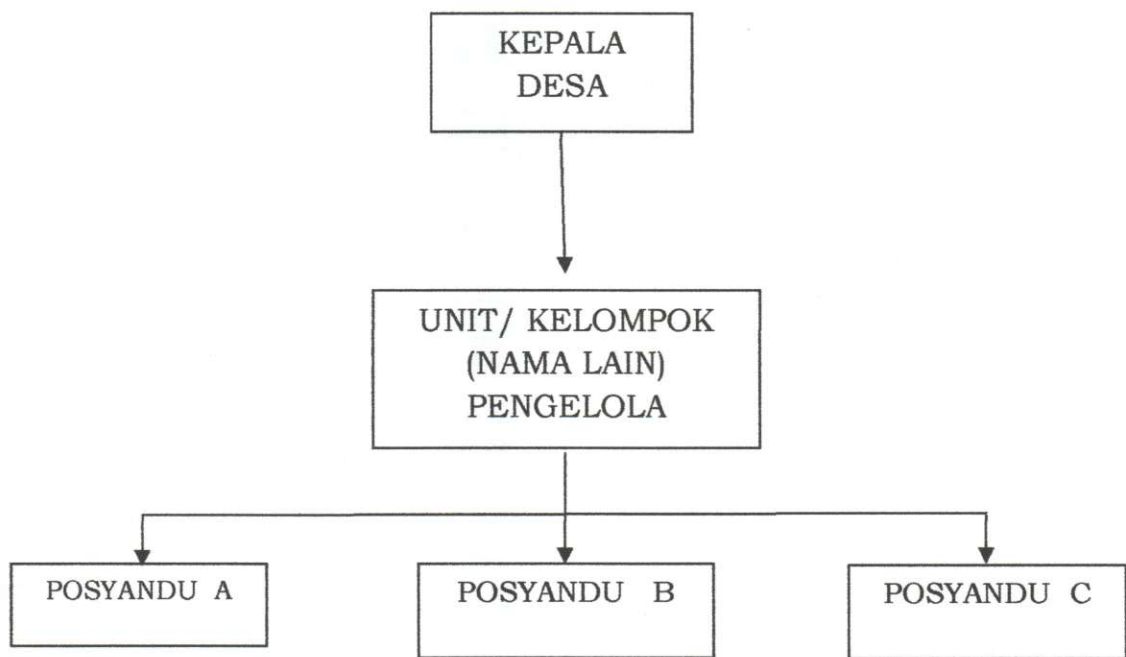 KEPALA
DESA
UNIT/ KELOMPOK
(NAMA LAIN)
PENGELOLA
POSYANDU A
POSYANDU B
POSYANDU C